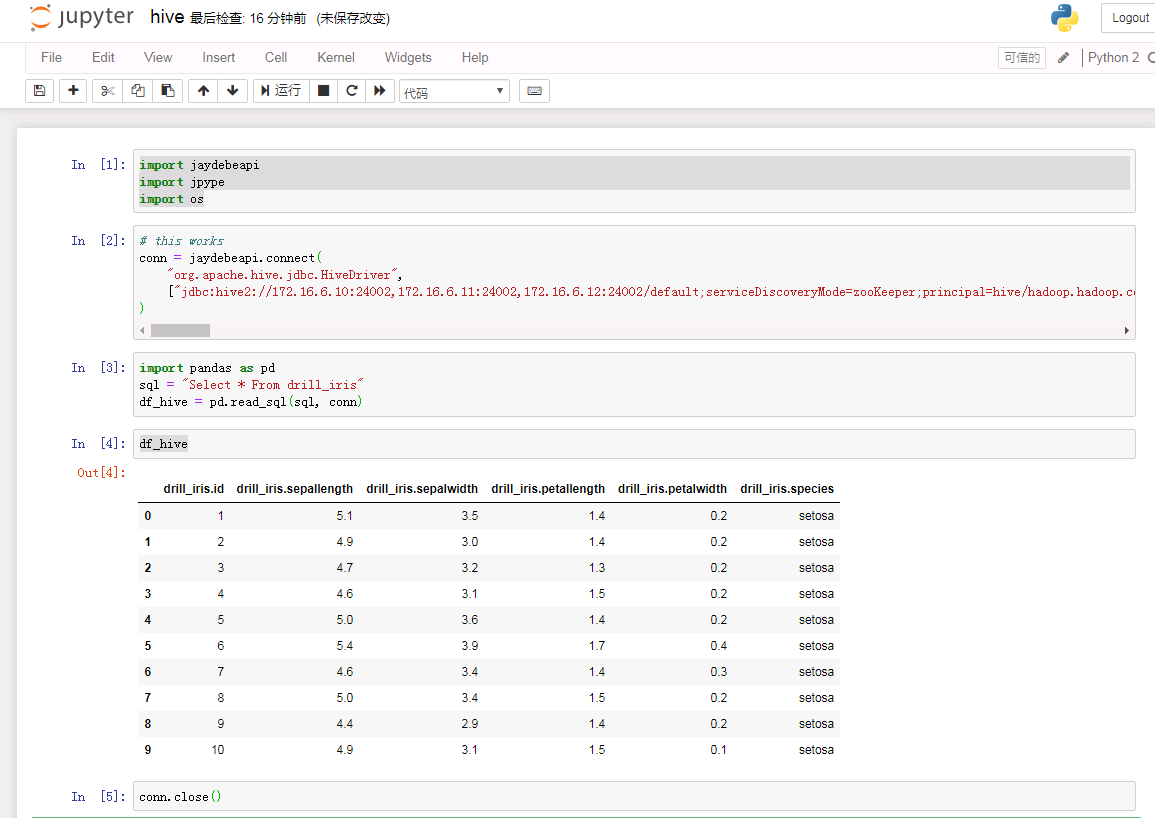 jupyter hive 最后检查: 16 分钟前 (未保存改变) Logout
File Edit View Insert Cell Kernel Widgets Help 可信的 Python 2
运行 代码
In [1]: import jaydebeapi
import jpype
import os
In [2]: # this works
conn = jaydebeapi.connect(
"org.apache.hive.jdbc.HiveDriver",
["jdbc:hive2://172.16.6.10:24002,172.16.6.11:24002,172.16.6.12:24002/default;serviceDiscoveryMode=zooKeeper;principal=hive/hadoop.hadoop.c
)
In [3]: import pandas as pd
sql = "Select * From drill_iris"
df_hive = pd.read_sql(sql, conn)
In [4]: df_hive
Out[4]:
drill_iris.id drill_iris.sepallength drill_iris.sepalwidth drill_iris.petallength drill_iris.petalwidth drill_iris.species
0 1 5.1 3.5 1.4 0.2 setosa
1 2 4.9 3.0 1.4 0.2 setosa
2 3 4.7 3.2 1.3 0.2 setosa
3 4 4.6 3.1 1.5 0.2 setosa
4 5 5.0 3.6 1.4 0.2 setosa
5 6 5.4 3.9 1.7 0.4 setosa
6 7 4.6 3.4 1.4 0.3 setosa
7 8 5.0 3.4 1.5 0.2 setosa
8 9 4.4 2.9 1.4 0.2 setosa
9 10 4.9 3.1 1.5 0.1 setosa
In [5]: conn.close()